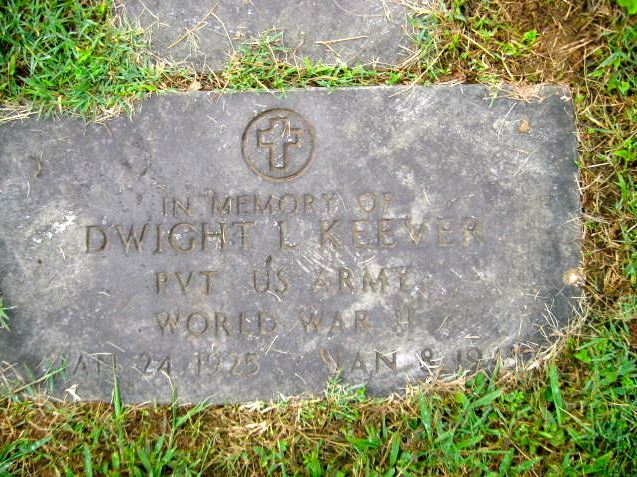 IN MEMORY OF
DWIGHT L KEEVER
PVT US ARMY
WORLD WAR II
24 1925 JAN 8